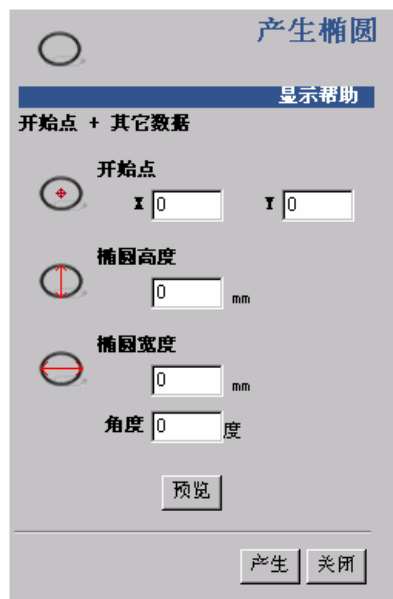 产生椭圆
显示帮助
开始点 + 其它数据
开始点
X 0 Y 0
椭圆高度
0 mm
椭圆宽度
0 mm
角度 0 度
预览
产生 关闭